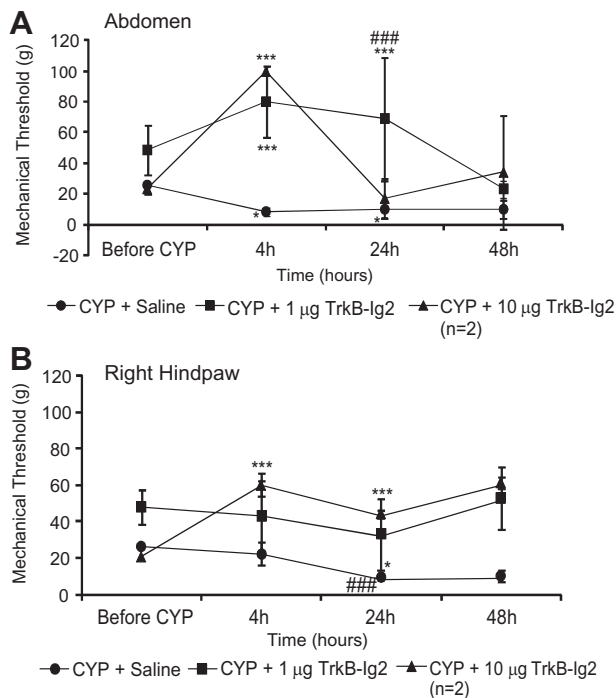 A Abdomen
Mechanical Threshold (g)
120
100
80
60
40
20
0
-20
***
***
###
***
*
*
Before CYP 4h 24h 48h
Time (hours)
CYP + Saline CYP + 1 μg TrkB-Ig2 CYP + 10 μg TrkB-Ig2
(n=2)
B Right Hindpaw
Mechanical Threshold (g)
120
100
80
60
40
20
0
***
***
*
###
Before CYP 4h 24h 48h
Time (hours)
CYP + Saline CYP + 1 μg TrkB-Ig2 CYP + 10 μg TrkB-Ig2
(n=2)